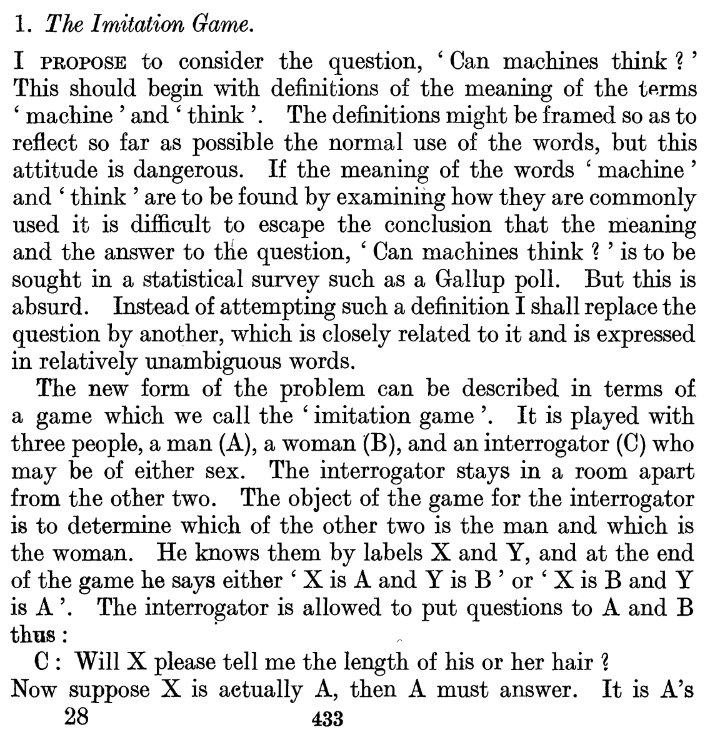 1. The Imitation Game.
I PROPOSE to consider the question, ‘ Can machines think ? ’
This should begin with definitions of the meaning of the terms
‘ machine ’ and ‘ think ’. The definitions might be framed so as to
reflect so far as possible the normal use of the words, but this
attitude is dangerous. If the meaning of the words ‘ machine ’
and ‘ think ’ are to be found by examining how they are commonly
used it is difficult to escape the conclusion that the meaning
and the answer to the question, ‘ Can machines think ? ’ is to be
sought in a statistical survey such as a Gallup poll. But this is
absurd. Instead of attempting such a definition I shall replace the
question by another, which is closely related to it and is expressed
in relatively unambiguous words.
The new form of the problem can be described in terms of
a game which we call the ‘ imitation game ’. It is played with
three people, a man (A), a woman (B), and an interrogator (C) who
may be of either sex. The interrogator stays in a room apart
from the other two. The object of the game for the interrogator
is to determine which of the other two is the man and which is
the woman. He knows them by labels X and Y, and at the end
of the game he says either ‘ X is A and Y is B ’ or ‘ X is B and Y
is A ’. The interrogator is allowed to put questions to A and B
thus :
C : Will X please tell me the length of his or her hair ?
Now suppose X is actually A, then A must answer. It is A's
28 433